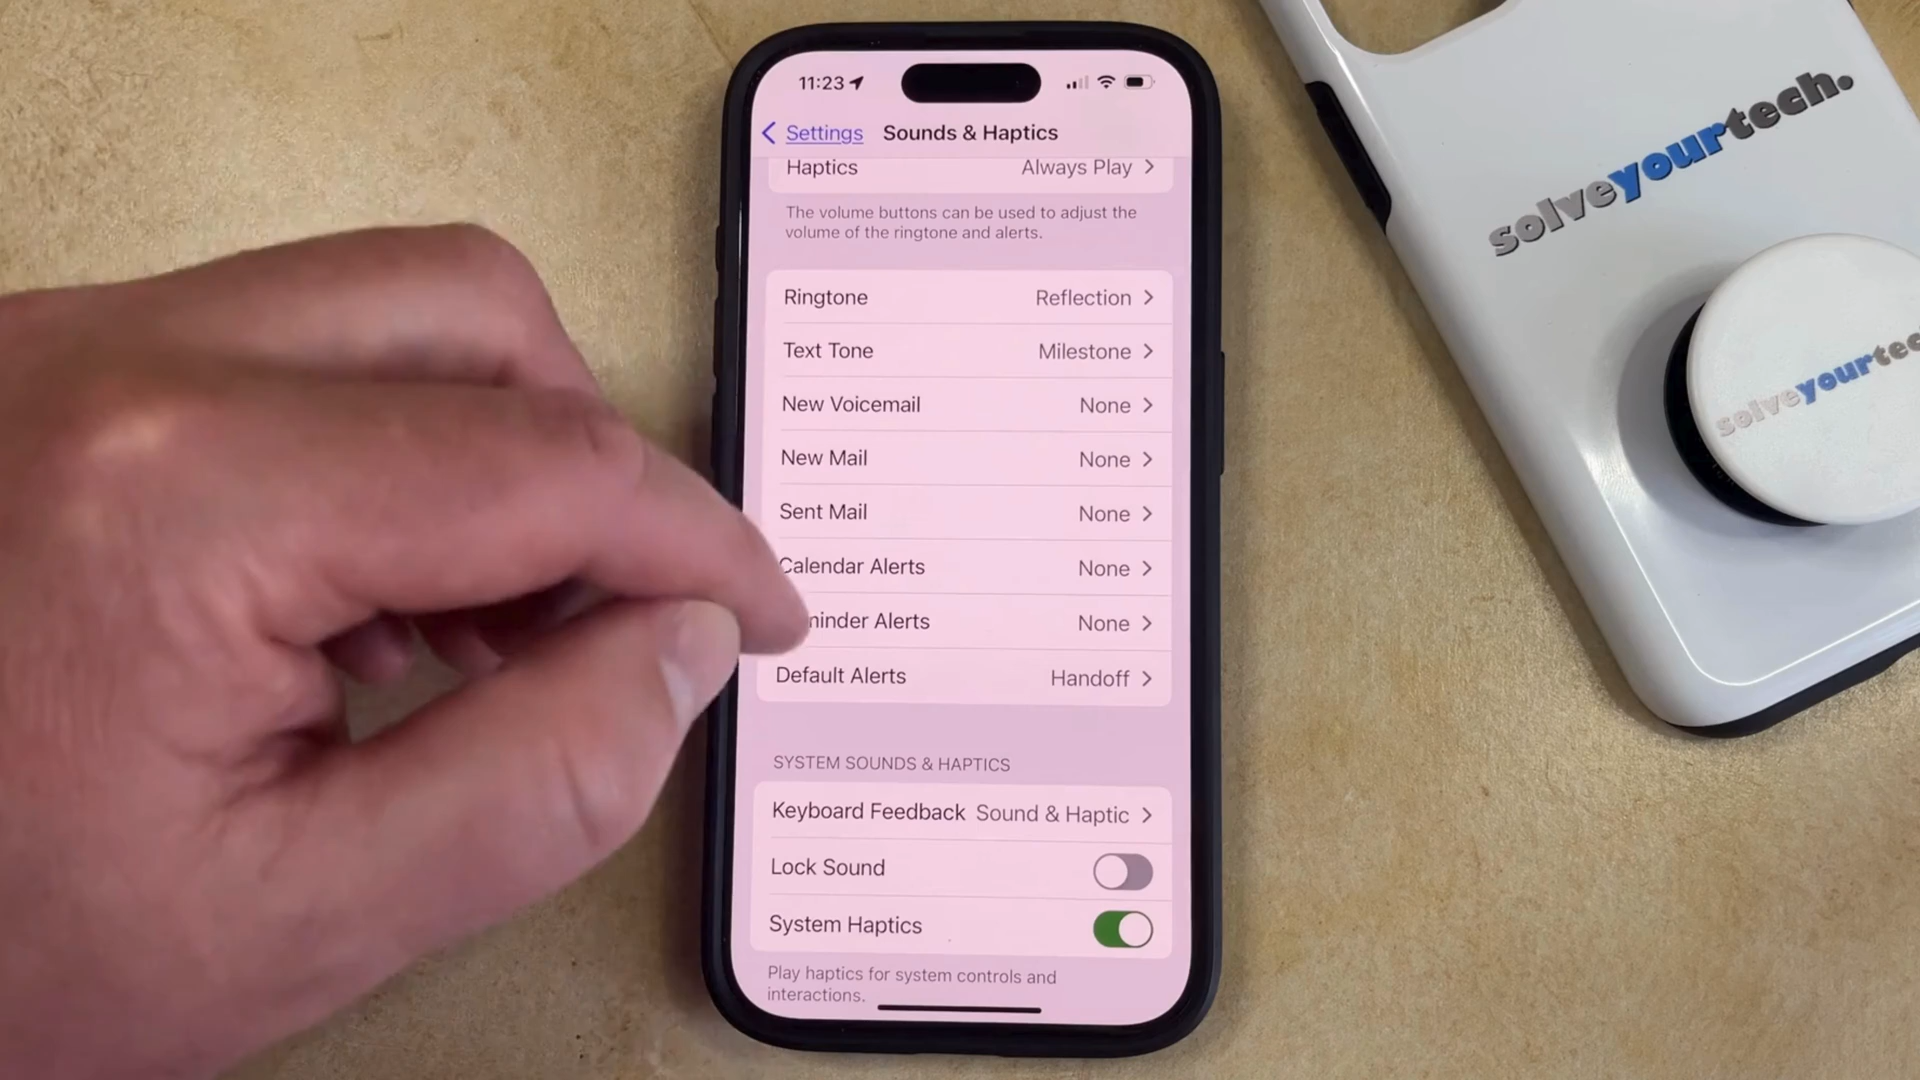 11:23
Settings
Sounds & Haptics
Haptics
Always Play
The volume buttons can be used to adjust the
volume of the ringtone and alerts.
Ringtone
Reflection
Text Tone
Milestone
New Voicemail
None
New Mail
None
Sent Mail
None
Calendar Alerts
None
minder Alerts
None
Default Alerts
Handoff
SYSTEM SOUNDS & HAPTICS
Keyboard Feedback
Sound & Haptic
Lock Sound
System Haptics
Play haptics for system controls and
interactions.
solveyourtech.
solveyourtec